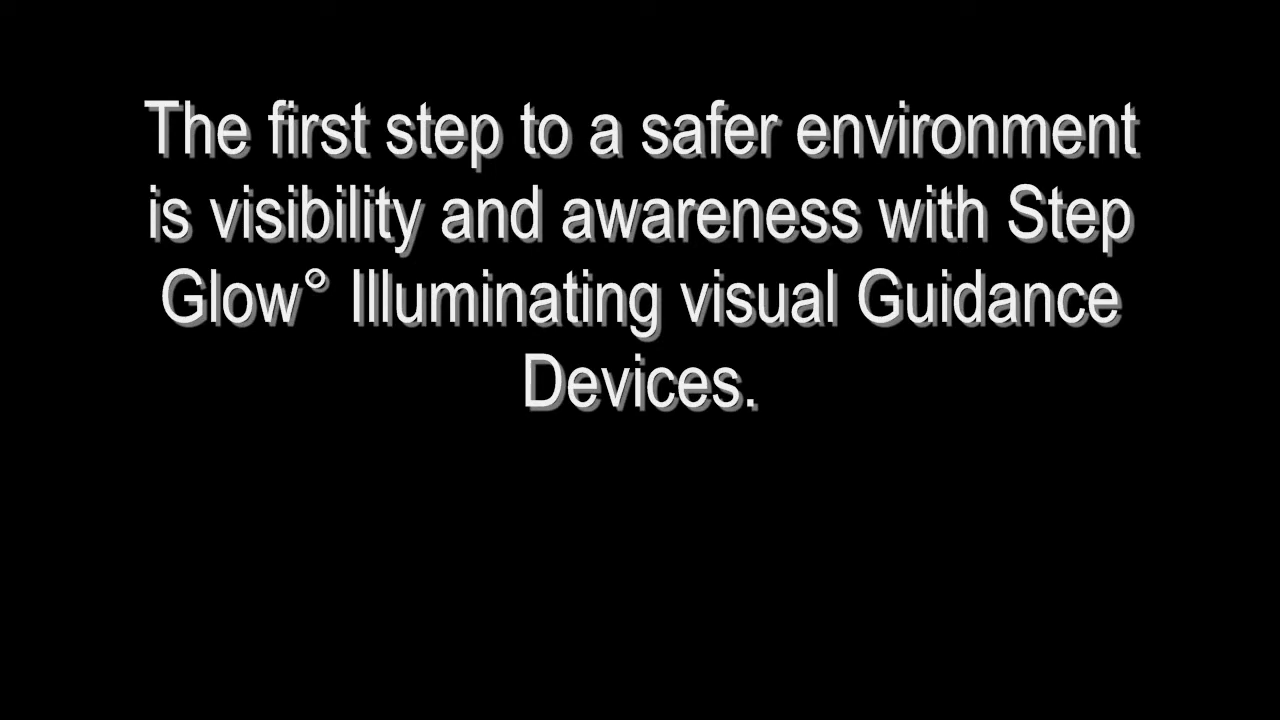 The first step to a safer environment
is visibility and awareness with Step
Glow° Illuminating visual Guidance
Devices.